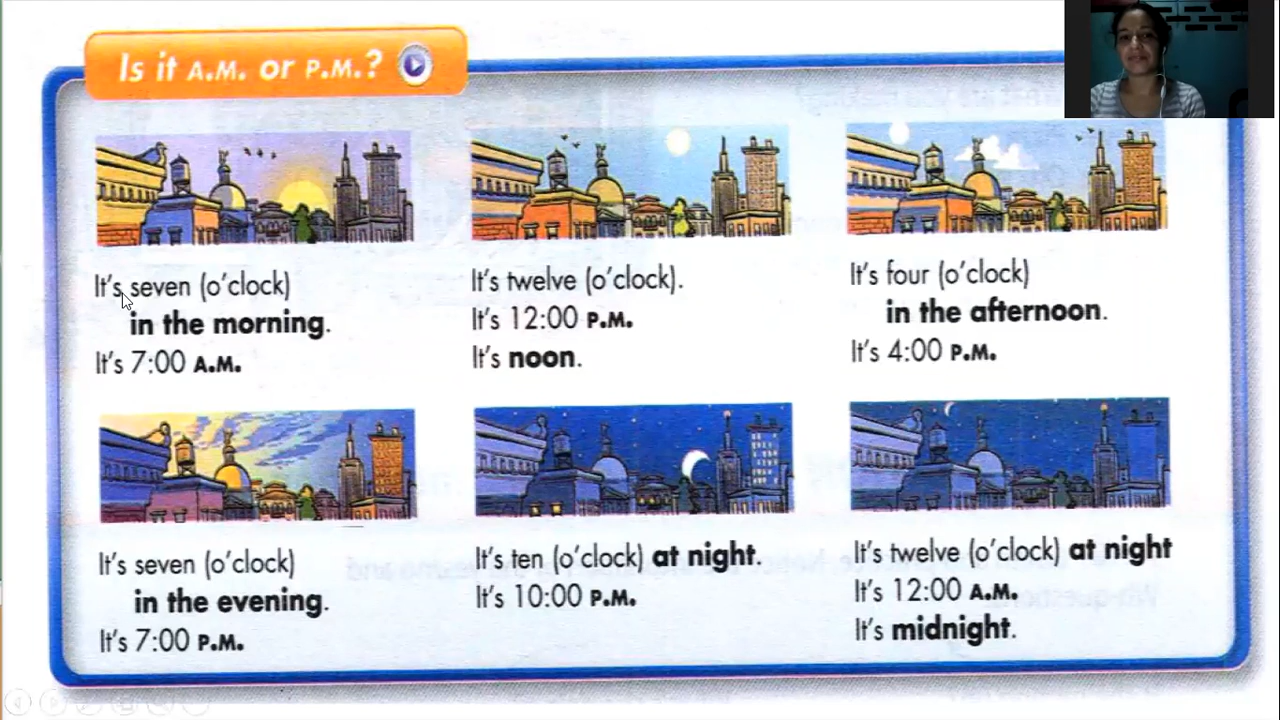 Is it A.M. or P.M.?
It's seven (o'clock)
in the morning.
It's 7:00 A.M.
It's twelve (o'clock).
It's 12:00 P.M.
It's noon.
It's four (o'clock)
in the afternoon.
It's 4:00 P.M.
It's seven (o'clock)
in the evening.
It's 7:00 P.M.
It's ten (o'clock) at night.
It's 10:00 P.M.
It's twelve (o'clock) at night
It's 12:00 A.M.
It's midnight.